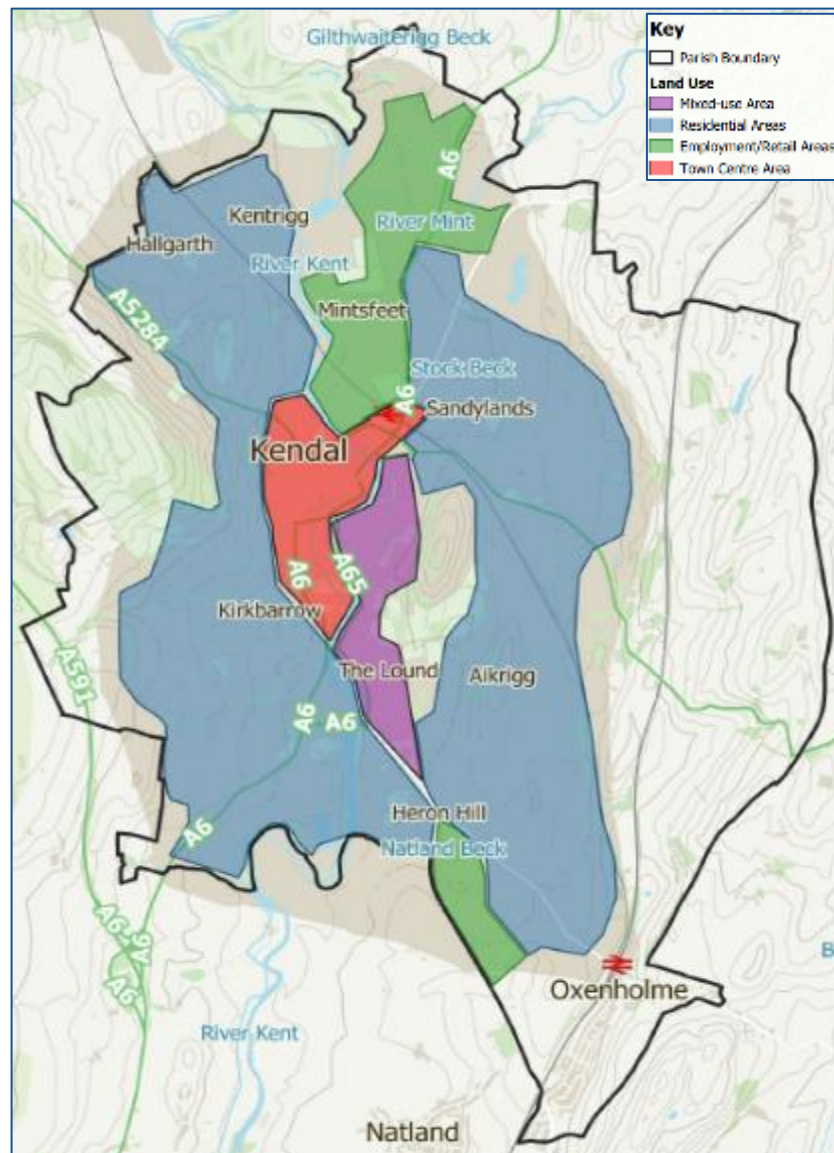 Key
Parish Boundary
Land Use
Mixed-use Area
Residential Areas
Employment/Retail Areas
Town Centre Area
Gilthwaiterigg Beck
A6
Kentrigg
River Mint
Hallgarth
River Kent
A5284
Mintsfeet
Stock Beck
A6
Sandylands
Kendal
A6
A65
Kirkbarrow
The Lound
Aikrigg
A591
A6
A6
Heron Hill
A6
Natland Beck
A6
A6
Oxenholme
River Kent
Natland